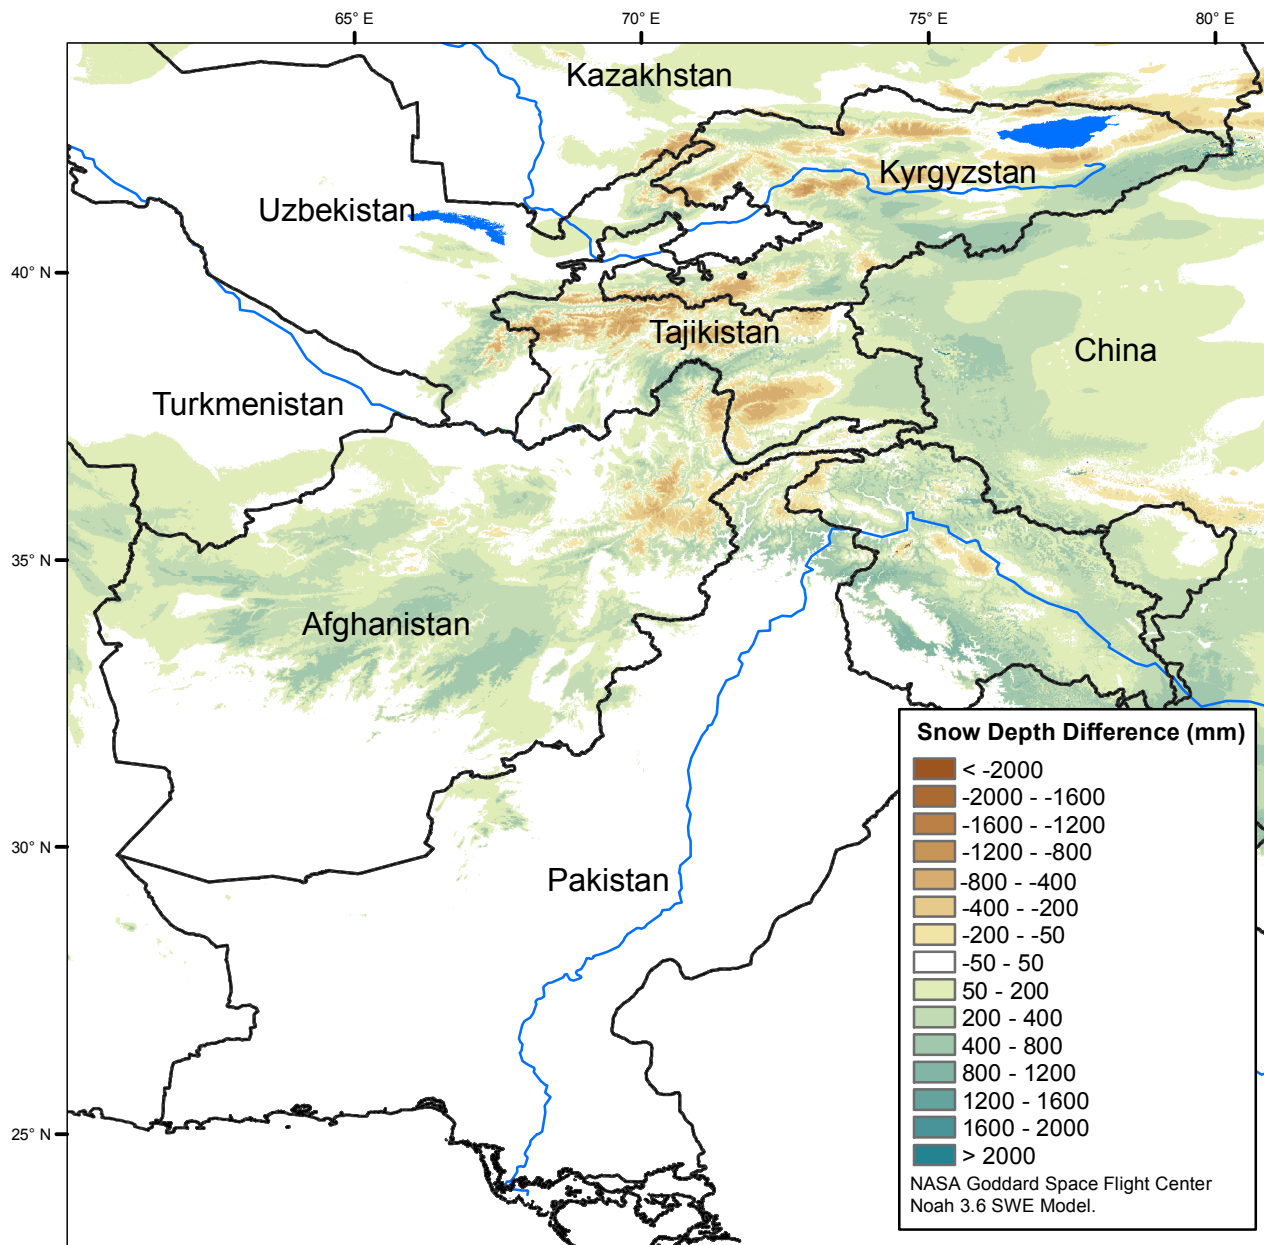 65° E
70° E
75° E
80° E
Kazakhstan
Kyrgyzstan
Uzbekistan
40° N
Tajikistan
China
Turkmenistan
35° N
Afghanistan
30° N
Pakistan
25° N
Snow Depth Difference (mm)
< -2000
-2000 - -1600
-1600 - -1200
-1200 - -800
-800 - -400
-400 - -200
-200 - -50
-50 - 50
50 - 200
200 - 400
400 - 800
800 - 1200
1200 - 1600
1600 - 2000
> 2000
NASA Goddard Space Flight Center
Noah 3.6 SWE Model.